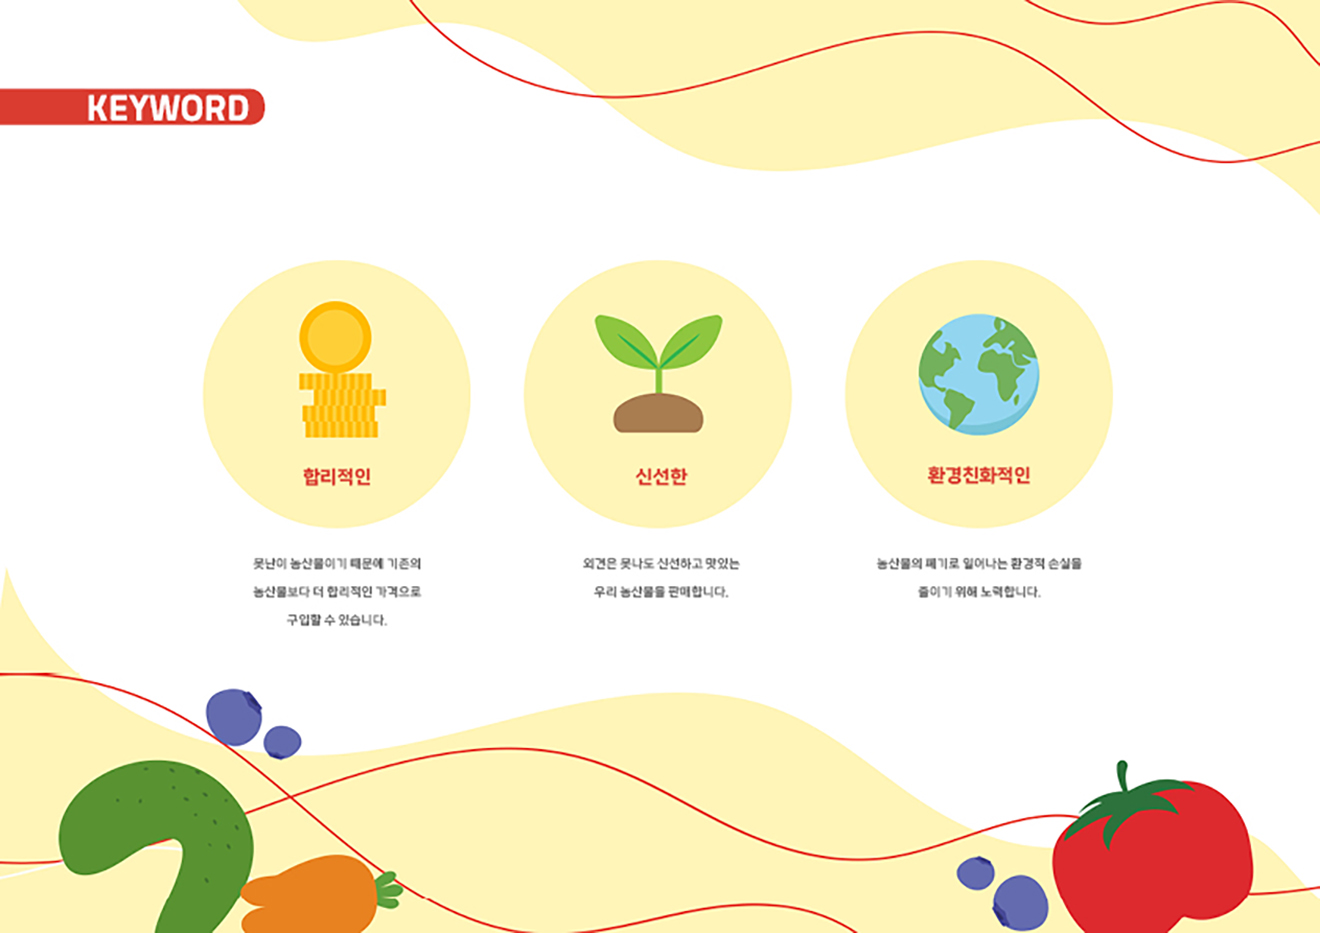 KEYWORD
합리적인
못난이 농산물이기 때문에 기존의
농산물보다 더 합리적인 가격으로
구입할 수 있습니다.
신선한
외견은 못나도 신선하고 맛있는
우리 농산물을 판매합니다.
환경친화적인
농산물의 폐기로 일어나는 환경적 손실을
줄이기 위해 노력합니다.